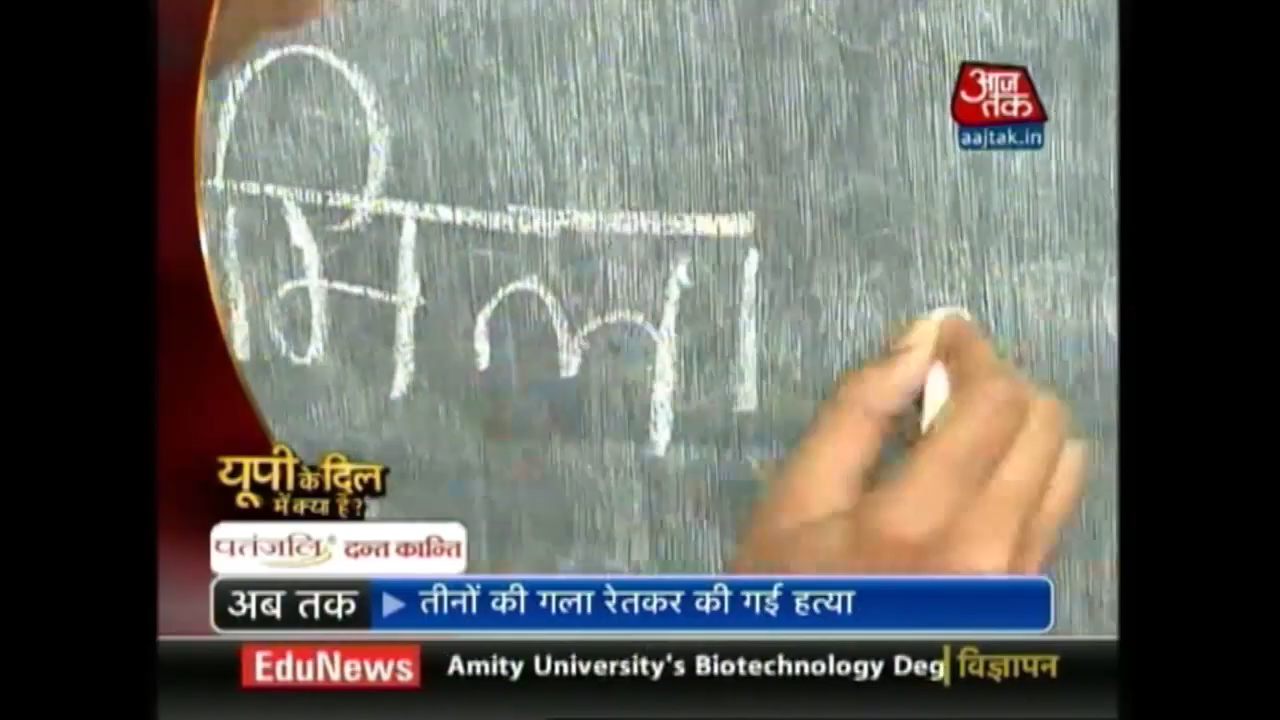 आज
तक
aajtak.in
मिला
यूपी के दिल
में क्या है?
पतंजलि® दन्त कान्ति
अब तक ▶ तीनों की गला रेतकर की गई हत्या
EduNews Amity University's Biotechnology Deg विज्ञापन